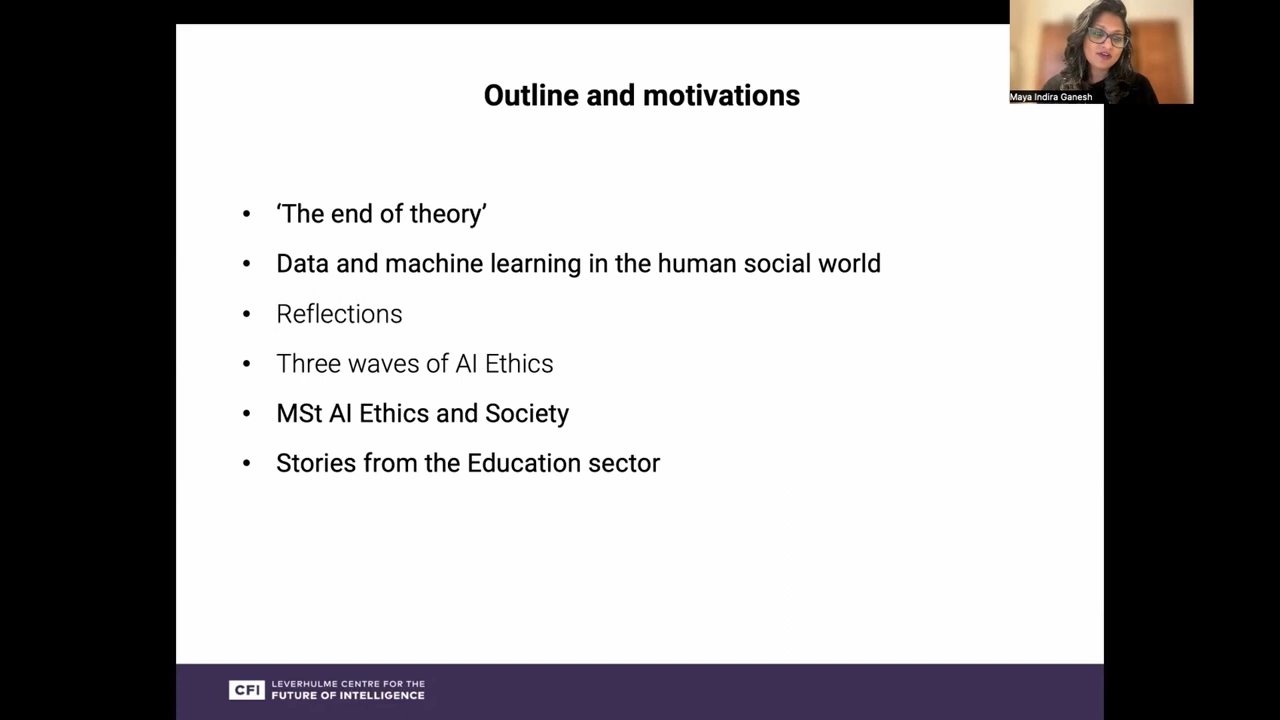 Outline and motivations
Maya Indira Ganesh
• ‘The end of theory’
• Data and machine learning in the human social world
• Reflections
• Three waves of AI Ethics
• MSt AI Ethics and Society
• Stories from the Education sector
CFI
LEVERHULME CENTRE FOR THE
FUTURE OF INTELLIGENCE